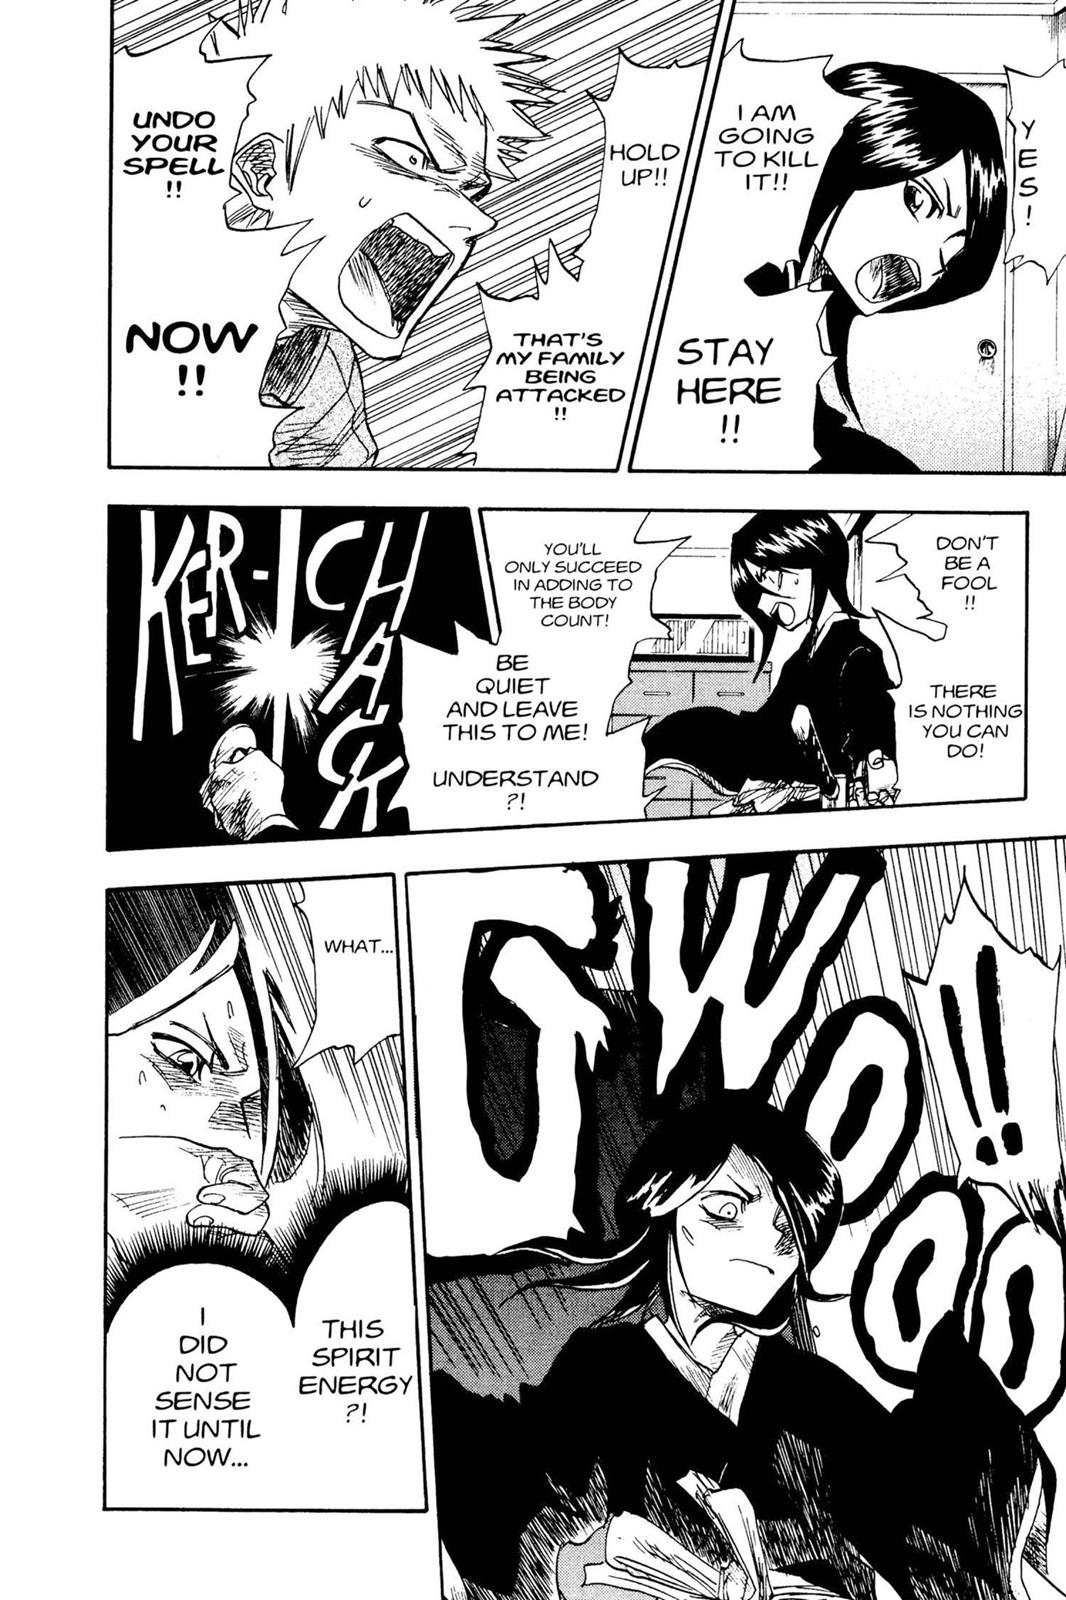 YES!
I AM
GOING
TO KILL
IT!!
STAY
HERE
!!
HOLD
UP!!
THAT'S
MY FAMILY
BEING
ATTACKED
!!
UNDO
YOUR
SPELL
!!
NOW
!!
DON'T
BE A
FOOL
!!
THERE
IS NOTHING
YOU CAN
DO!
YOU'LL
ONLY SUCCEED
IN ADDING TO
THE BODY
COUNT!
BE
QUIET
AND LEAVE
THIS TO ME!
UNDERSTAND
?!
KER-
ICHACK
!!
GWOOOO
WHAT...
THIS
SPIRIT
ENERGY
?!
I
DID
NOT
SENSE
IT UNTIL
NOW...